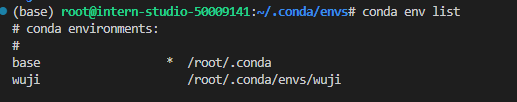 (base) root@intern-studio-50009141:~/.conda/envs# conda env list
# conda environments:
#
base                  *  /root/.conda
wuji                     /root/.conda/envs/wuji